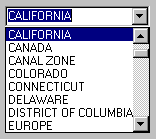 CALIFORNIA
CALIFORNIA
CANADA
CANAL ZONE
COLORADO
CONNECTICUT
DELAWARE
DISTRICT OF COLUMBIA
EUROPE